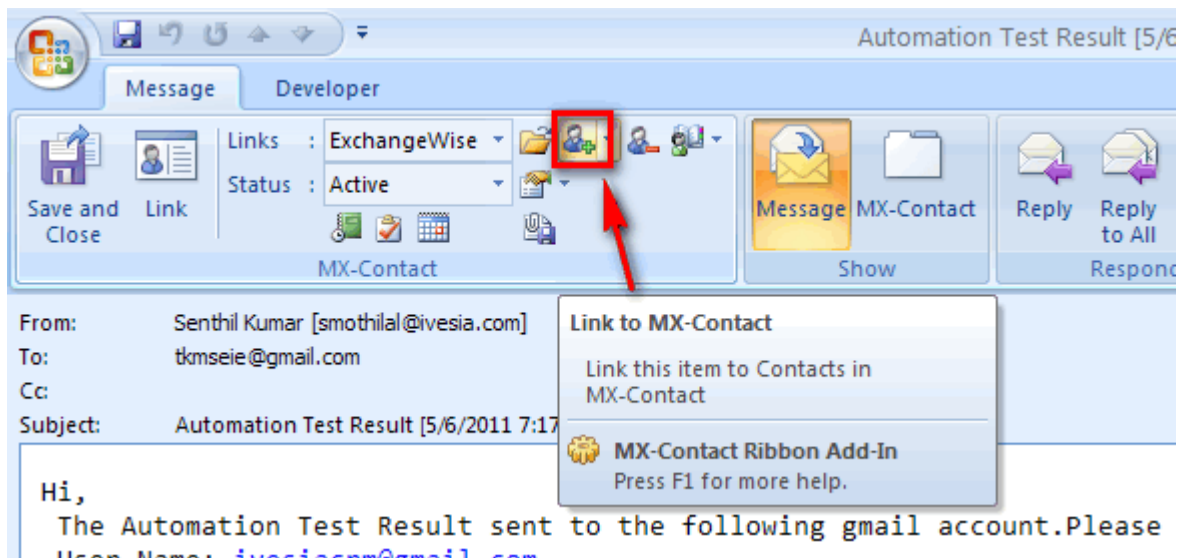 Automation Test Result [5/6
Message Developer
Links : ExchangeWise
Status : Active
Save and Close
Link
MX-Contact
Message MX-Contact
Show
Reply
Reply to All
Respond
From: Senthil Kumar [smothilal@ivesia.com]
To: tkmseie@gmail.com
Cc:
Subject: Automation Test Result [5/6/2011 7:17
Link to MX-Contact
Link this item to Contacts in
MX-Contact
MX-Contact Ribbon Add-In
Press F1 for more help.
Hi,
The Automation Test Result sent to the following gmail account.Please
User Name: